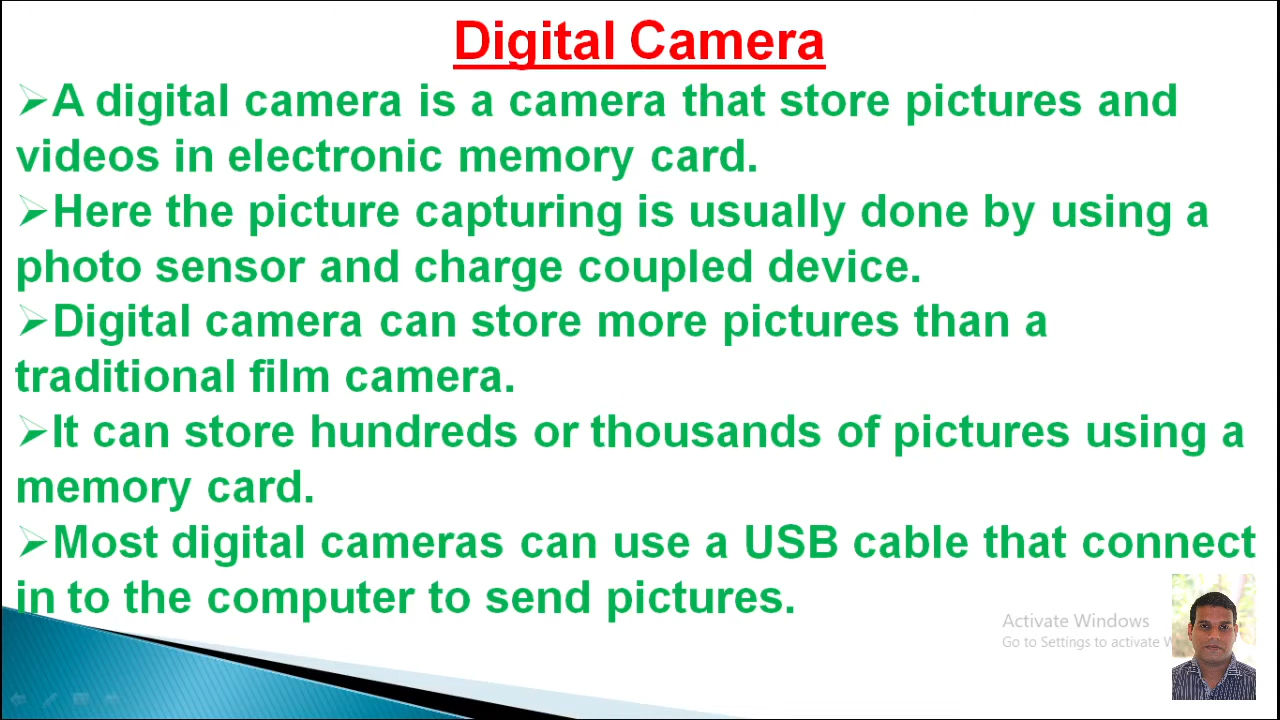 Digital Camera
➢A digital camera is a camera that store pictures and
videos in electronic memory card.
➢Here the picture capturing is usually done by using a
photo sensor and charge coupled device.
➢Digital camera can store more pictures than a
traditional film camera.
➢It can store hundreds or thousands of pictures using a
memory card.
➢Most digital cameras can use a USB cable that connect
in to the computer to send pictures.
Activate Windows
Go to Settings to activate